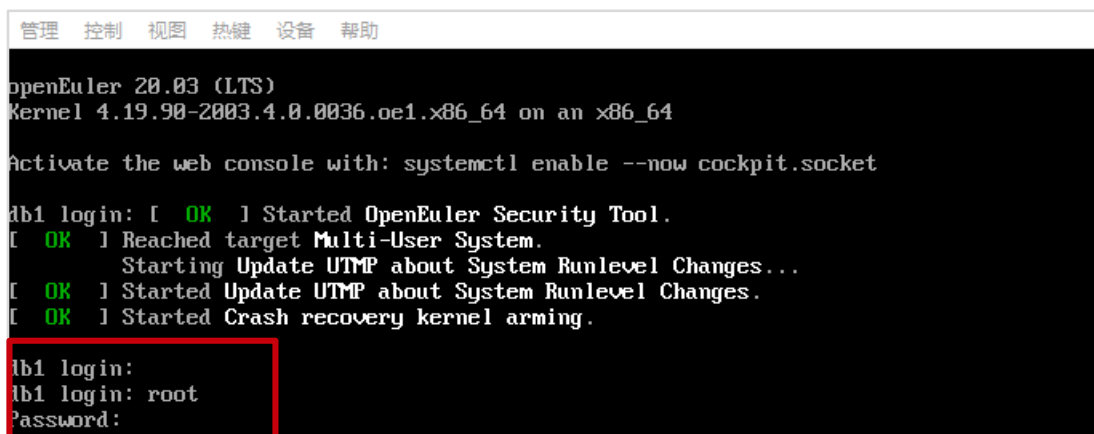 管理 控制 视图 热键 设备 帮助
openEuler 20.03 (LTS)
Kernel 4.19.90-2003.4.0.0036.oe1.x86_64 on an x86_64
Activate the web console with: systemctl enable --now cockpit.socket
db1 login: [  OK  ] Started OpenEuler Security Tool.
[  OK  ] Reached target Multi-User System.
Starting Update UTMP about System Runlevel Changes...
[  OK  ] Started Update UTMP about System Runlevel Changes.
[  OK  ] Started Crash recovery kernel arming.
db1 login:
db1 login: root
Password: